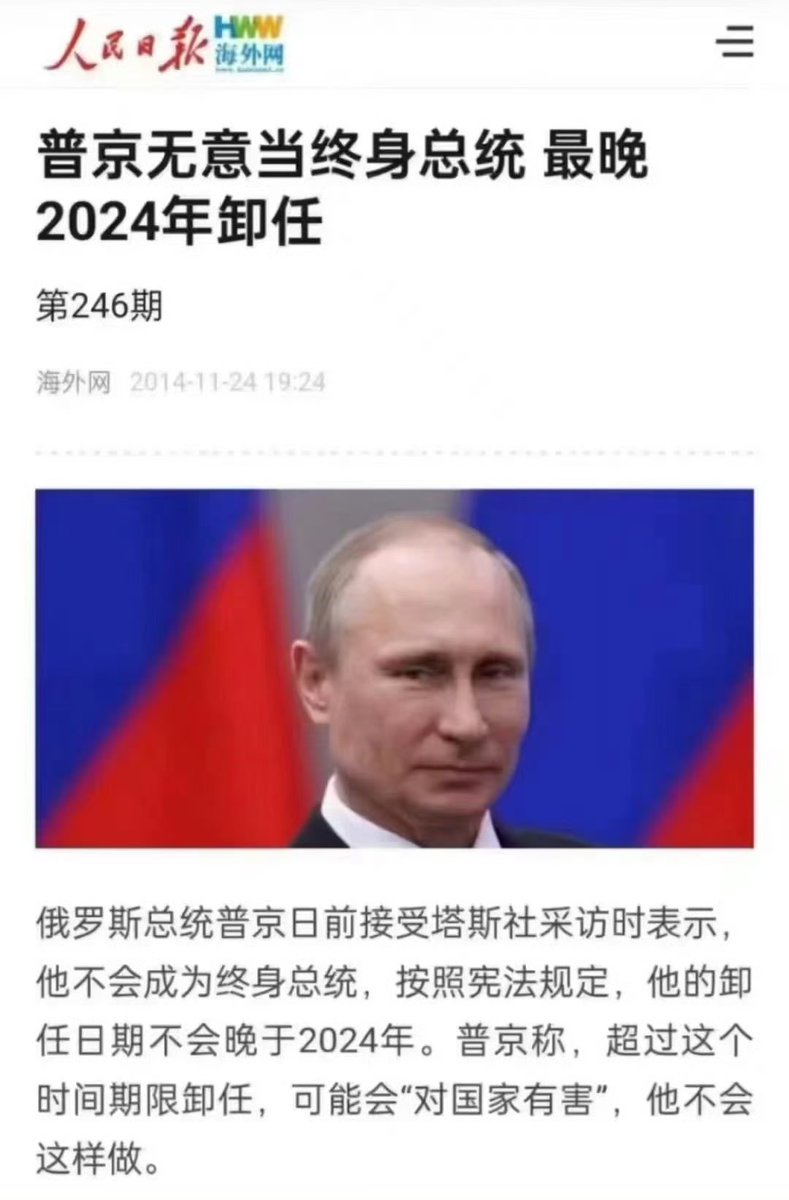 人民日报 HWW
海外网
普京无意当终身总统 最晚
2024年卸任
第246期
海外网 2014-11-24 19:24
俄罗斯总统普京日前接受塔斯社采访时表示，
他不会成为终身总统，按照宪法规定，他的卸
任日期不会晚于2024年。普京称，超过这个
时间期限卸任，可能会“对国家有害”，他不会
这样做。